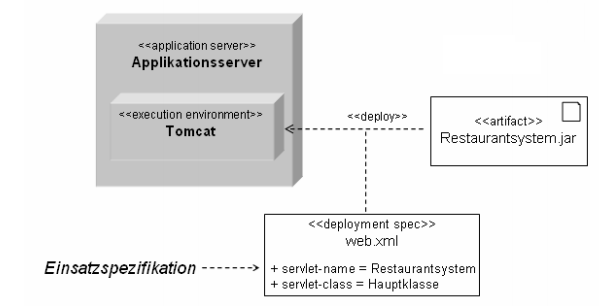 <<application server>>
Applikationsserver
<<execution environment>>
Tomcat
<<deploy>>
<<artifact>>
Restaurantsystem.jar
<<deployment spec>>
web.xml
+ servlet-name = Restaurantsystem
+ servlet-class = Hauptklasse
Einsatzspezifikation